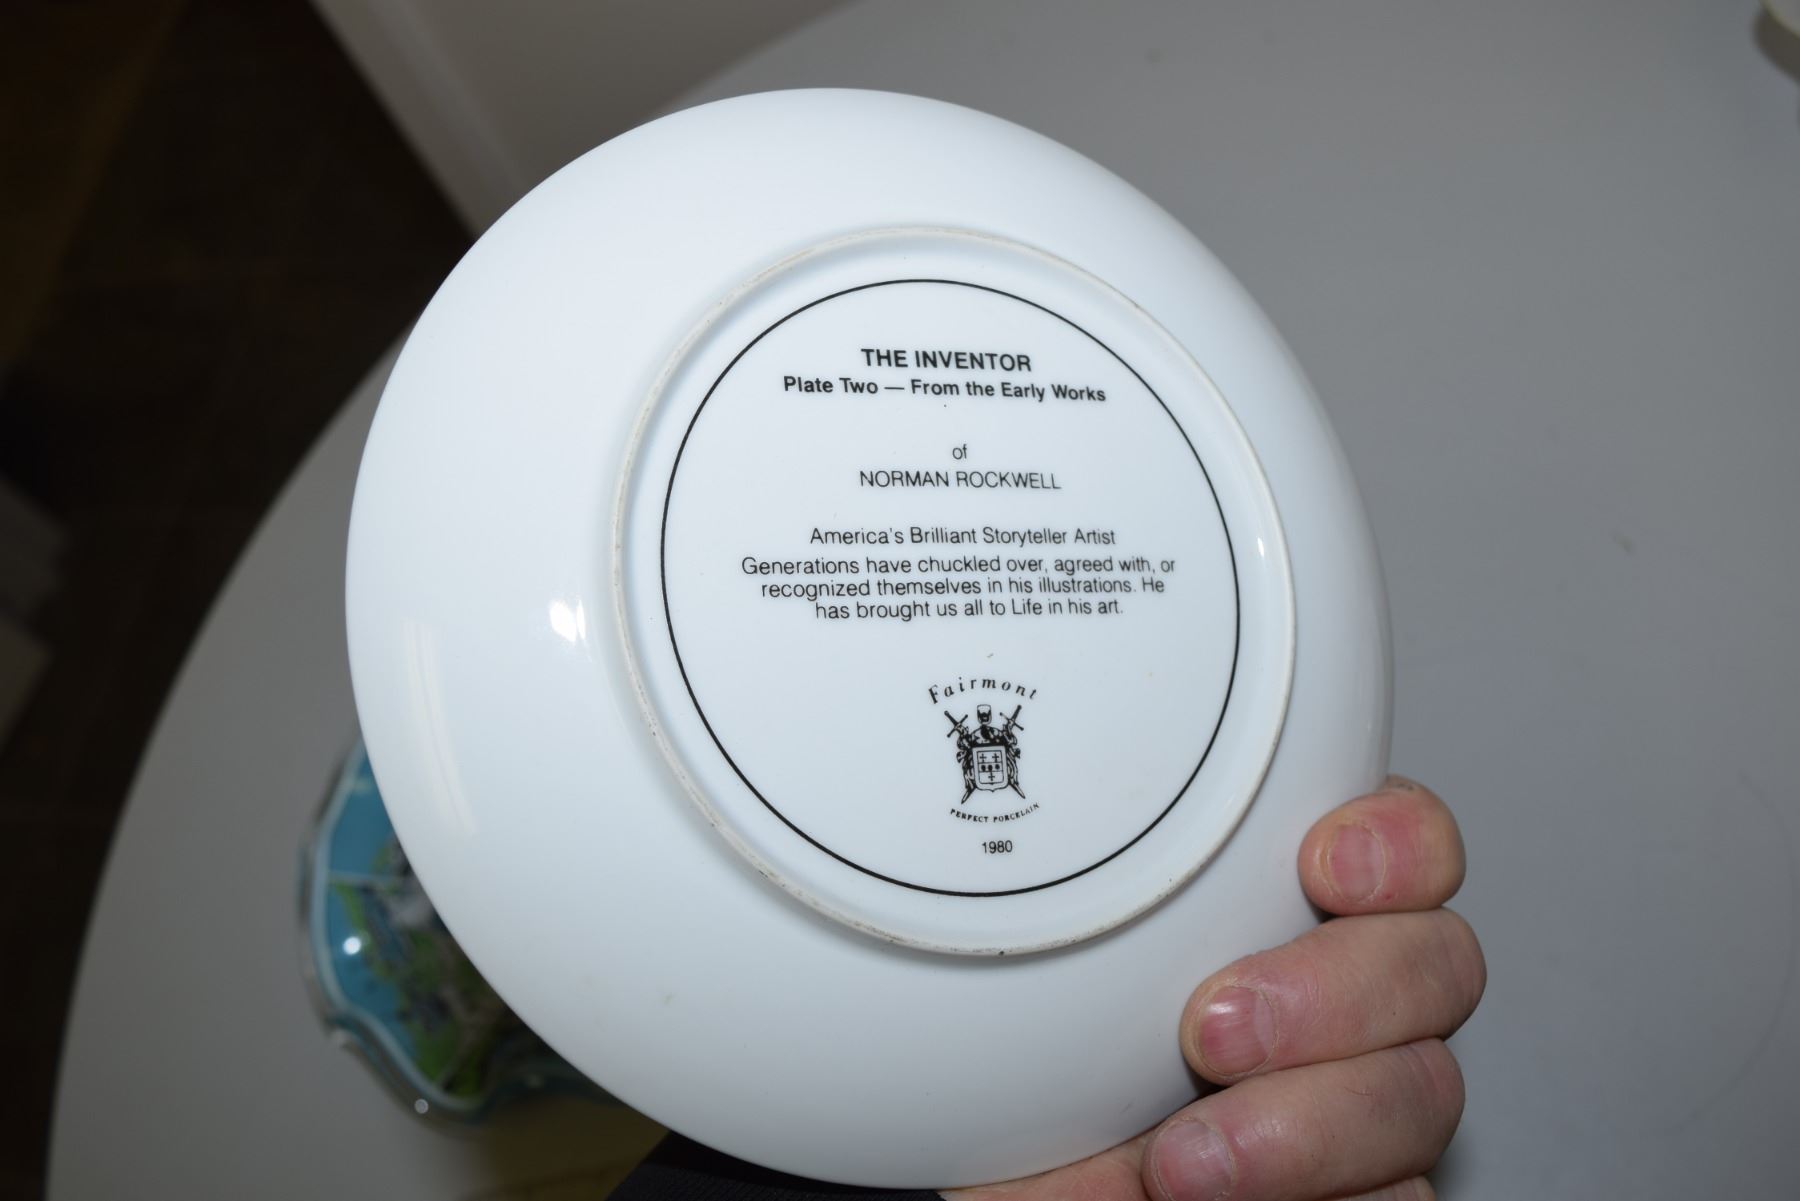 THE INVENTOR
Plate Two — From the Early Works
of
NORMAN ROCKWELL
America's Brilliant Storyteller Artist
Generations have chuckled over, agreed with, or
recognized themselves in his illustrations. He
has brought us all to Life in his art.
Fairmont
PERFECT PORCELAIN
1980